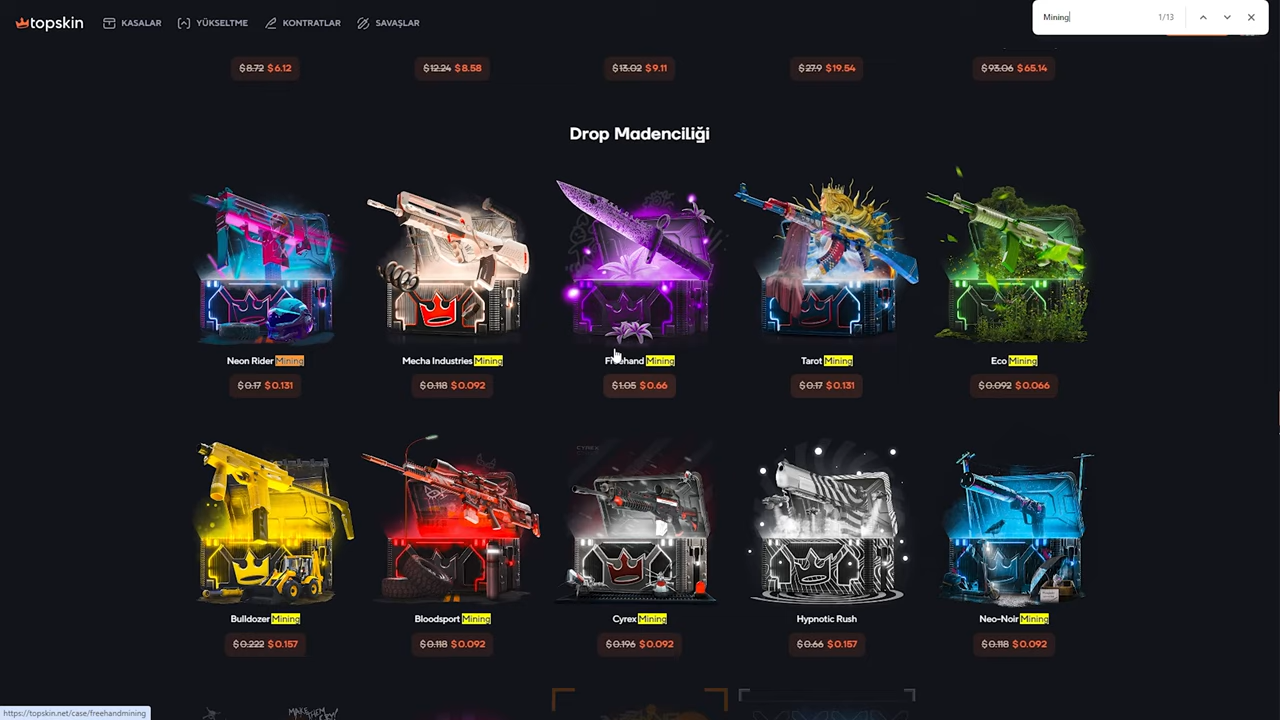 topskin KASALAR YÜKSELTME KONTRATLAR SAVAŞLAR
Mining 1/13
$8.72 $6.12 $12.24 $8.58 $13.02 $9.11 $27.9 $19.54 $93.06 $65.14
Drop Madenciliği
Neon Rider Mining Mecha Industries Mining Freehand Mining Tarot Mining Eco Mining
$0.17 $0.131 $0.118 $0.092 $1.05 $0.66 $0.17 $0.131 $0.092 $0.066
Bulldozer Mining Bloodsport Mining Cyrex Mining Hypnotic Rush Neo-Noir Mining
$0.222 $0.157 $0.118 $0.092 $0.196 $0.092 $0.66 $0.157 $0.118 $0.092
https://topskin.net/case/freehandmining